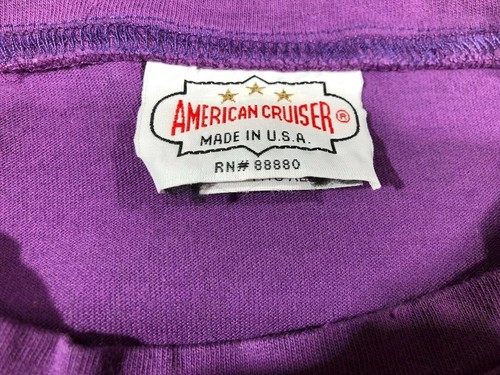 AMERICAN CRUISER®
MADE IN U.S.A.
RN# 88880